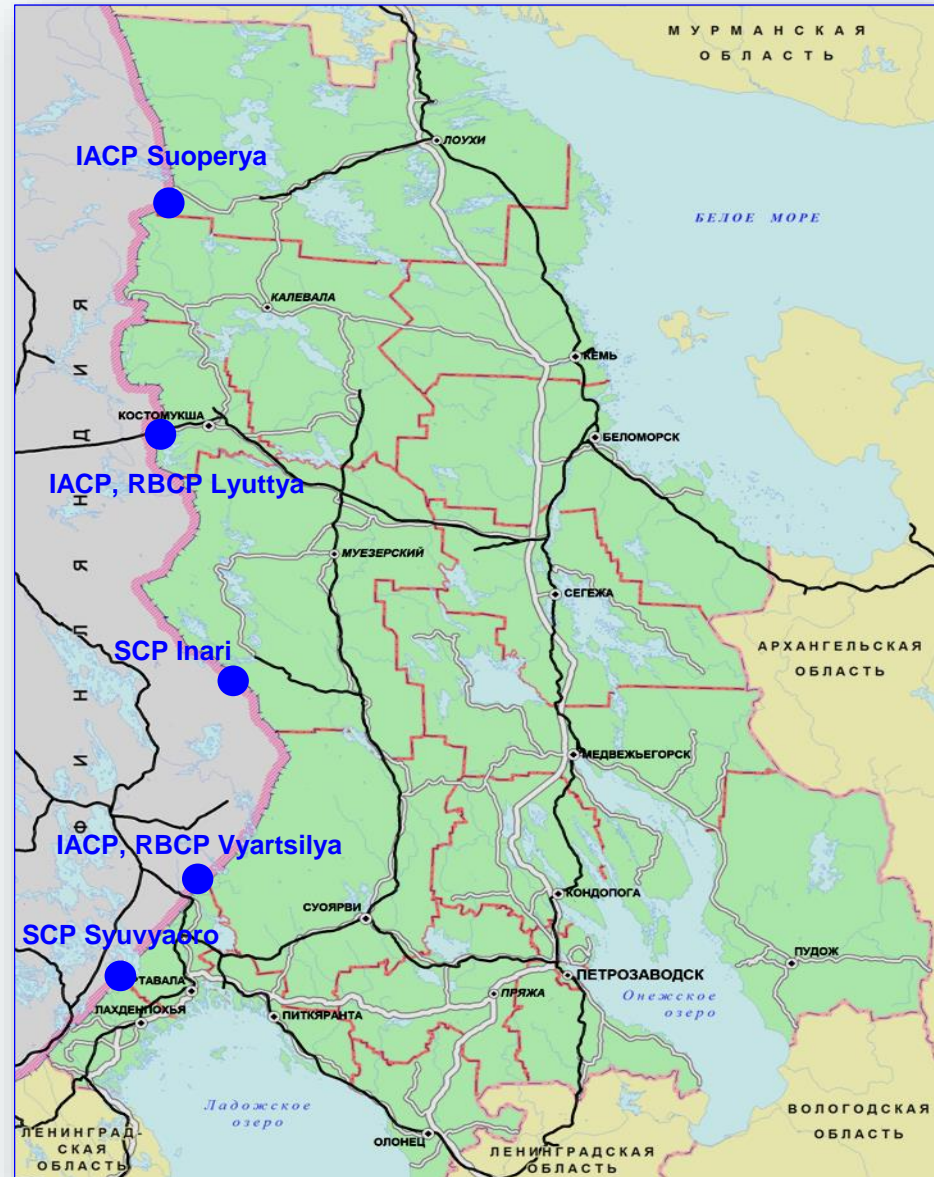 МУРМАНСКАЯ
ОБЛАСТЬ
ЛОУХИ
IACP Suoperya
БЕЛОЕ МОРЕ
КАЛЕВАЛА
КЕМЬ
КОСТОМУКША
БЕЛОМОРСК
IACP, RBCP Lyuttya
МУЕЗЕРСКИЙ
СЕГЕЖА
SCP Inari
АРХАНГЕЛЬСКАЯ
ОБЛАСТЬ
МЕДВЕЖЬЕГОРСК
ФИНЛЯНДИЯ
IACP, RBCP Vyartsilya
КОНДОПОГА
СУОЯРВИ
SCP Syuvyaoro
ПУДОЖ
ПЕТРОЗАВОДСК
ТАВАЛА
ПРЯЖА
Онежское
озеро
ЛАХДЕНПОХЬЯ
ПИТКЯРАНТА
Ладожское
озеро
ВОЛОГОДСКАЯ
ОБЛАСТЬ
ЛЕНИНГРАД-
СКАЯ
ОБЛАСТЬ
ОЛОНЕЦ
ЛЕНИНГРАДСКАЯ
ОБЛАСТЬ